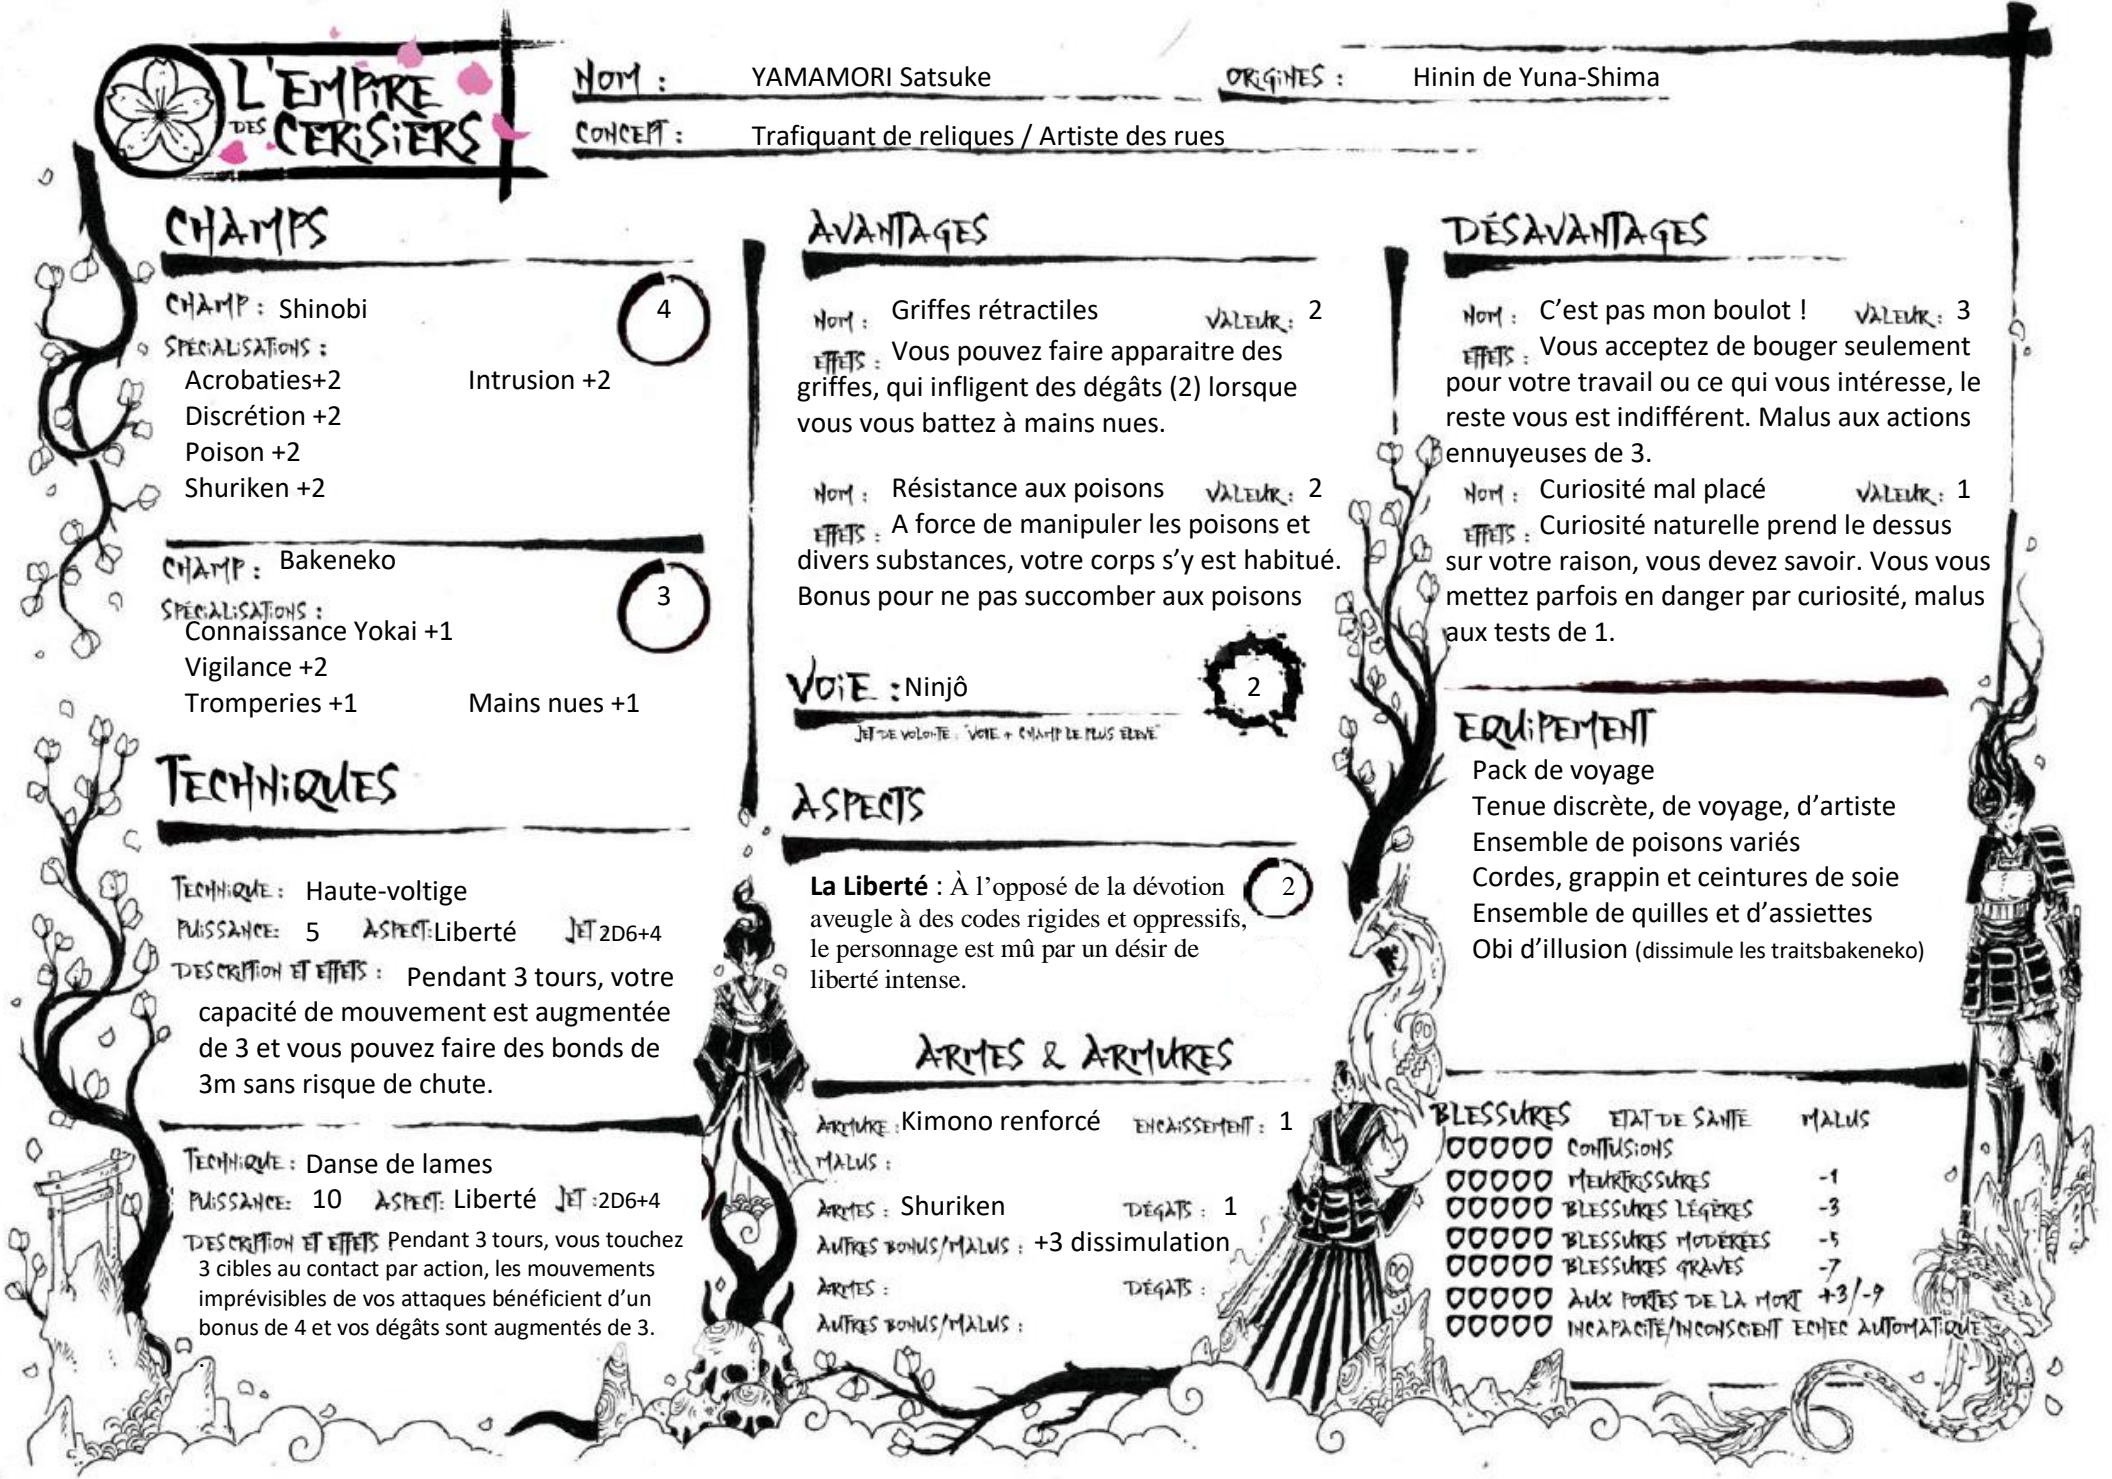 L'EMPIRE
DES CERISIERS
NOM : YAMAMORI Satsuke
ORIGINES : Hinin de Yuna-Shima
CONCEPT : Trafiquant de reliques / Artiste des rues
CHAMPS
CHAMP : Shinobi 4
SPÉCIALISATIONS :
Acrobaties+2 Intrusion +2
Discrétion +2
Poison +2
Shuriken +2
CHAMP : Bakeneko 3
SPÉCIALISATIONS :
Connaissance Yokai +1
Vigilance +2
Tromperies +1 Mains nues +1
TECHNIQUES
TECHNIQUE : Haute-voltige
PUISSANCE: 5 ASPECT:Liberté JET 2D6+4
DESCRIPTION ET EFFETS : Pendant 3 tours, votre
capacité de mouvement est augmentée
de 3 et vous pouvez faire des bonds de
3m sans risque de chute.
TECHNIQUE : Danse de lames
PUISSANCE: 10 ASPECT: Liberté JET :2D6+4
DESCRIPTION ET EFFETS Pendant 3 tours, vous touchez
3 cibles au contact par action, les mouvements
imprévisibles de vos attaques bénéficient d'un
bonus de 4 et vos dégâts sont augmentés de 3.
.
AVANTAGES
NOM : Griffes rétractiles VALEUR : 2
EFFETS : Vous pouvez faire apparaitre des
griffes, qui infligent des dégâts (2) lorsque
vous vous battez à mains nues.
NOM : Résistance aux poisons VALEUR : 2
EFFETS : A force de manipuler les poisons et
divers substances, votre corps s'y est habitué.
Bonus pour ne pas succomber aux poisons
VOIE : Ninjô 2
JET DE VOLONTE : "VOIE + CHAMP LE PLUS ELEVE"
ASPECTS
La Liberté : À l'opposé de la dévotion 2
aveugle à des codes rigides et oppressifs,
le personnage est mû par un désir de
liberté intense.
ARMES & ARMURES
ARMURE : Kimono renforcé ENCAISSEMENT : 1
MALUS :
ARMES : Shuriken DÉGATS : 1
AUTRES BONUS/MALUS : +3 dissimulation
ARMES : DÉGATS :
AUTRES BONUS/MALUS :
DÉSAVANTAGES
NOM : C'est pas mon boulot ! VALEUR : 3
EFFETS : Vous acceptez de bouger seulement
pour votre travail ou ce qui vous intéresse, le
reste vous est indifférent. Malus aux actions
ennuyeuses de 3.
NOM : Curiosité mal placé VALEUR : 1
EFFETS : Curiosité naturelle prend le dessus
sur votre raison, vous devez savoir. Vous vous
mettez parfois en danger par curiosité, malus
aux tests de 1.
EQUIPEMENT
Pack de voyage
Tenue discrète, de voyage, d'artiste
Ensemble de poisons variés
Cordes, grappin et ceintures de soie
Ensemble de quilles et d'assiettes
Obi d'illusion (dissimule les traitsbakeneko)
BLESSURES ETAT DE SANTE MALUS
CONTUSIONS
MEURTRISSURES -1
BLESSURES LÉGÈRES -3
BLESSURES MODÉRÉES -5
BLESSURES GRAVES -7
AUX PORTES DE LA MORT +3/-9
INCAPACITÉ/INCONSCIENT ECHEC AUTOMATIQUE